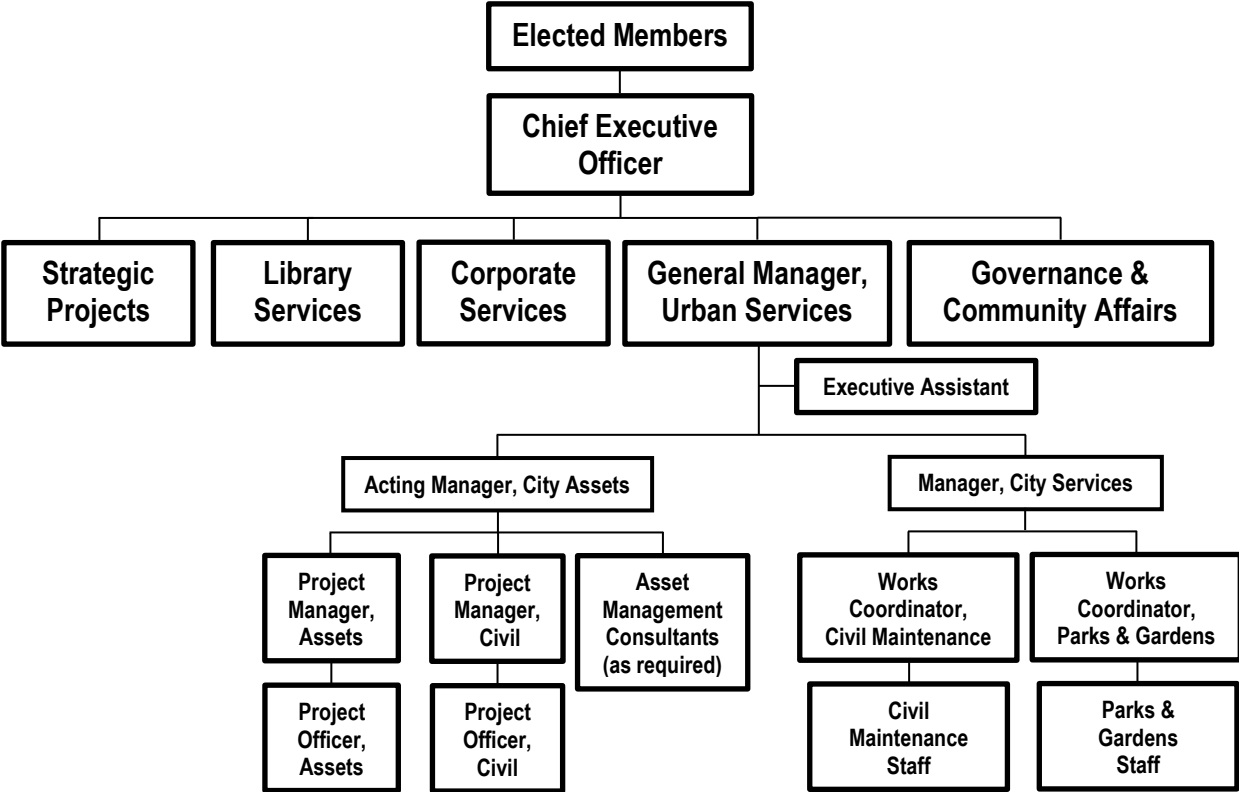 Elected Members
Chief Executive
Officer
Strategic
Projects
Library
Services
Corporate
Services
General Manager,
Urban Services
Governance &
Community Affairs
Executive Assistant
Acting Manager, City Assets
Manager, City Services
Project
Manager,
Assets
Project
Manager,
Civil
Asset
Management
Consultants
(as required)
Works
Coordinator,
Civil Maintenance
Works
Coordinator,
Parks & Gardens
Project
Officer,
Assets
Project
Officer,
Civil
Civil
Maintenance
Staff
Parks &
Gardens
Staff